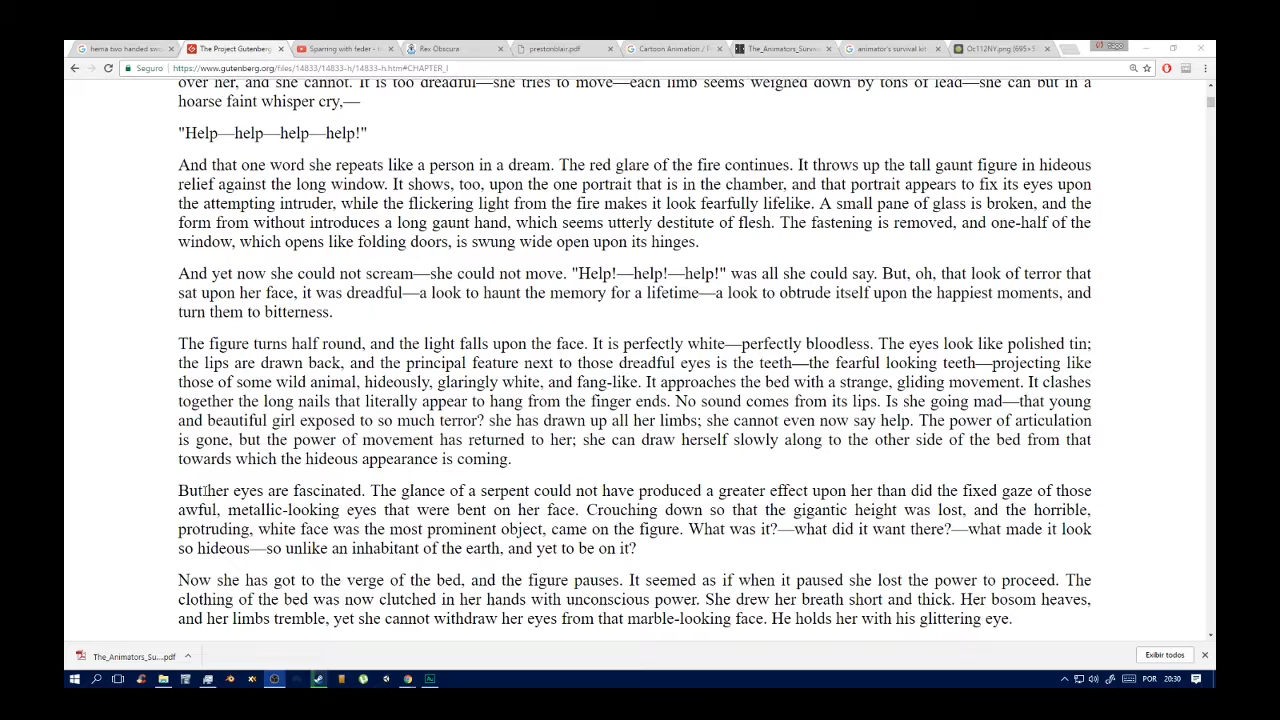 hema two handed swo
The Project Gutenberg
Sparring with feder - 
Rex Obscura
prestonblair.pdf
Cartoon Animation / P
The_Animators_Surviv
animator's survival kit
Oc112NY.png (695×5
Yago
Seguro
https://www.gutenberg.org/files/14833/14833-h/14833-h.htm#CHAPTER_I
over her, and she cannot. It is too dreadful—she tries to move—each limb seems weighed down by tons of lead—she can but in a
hoarse faint whisper cry,—
"Help—help—help—help!"
And that one word she repeats like a person in a dream. The red glare of the fire continues. It throws up the tall gaunt figure in hideous
relief against the long window. It shows, too, upon the one portrait that is in the chamber, and that portrait appears to fix its eyes upon
the attempting intruder, while the flickering light from the fire makes it look fearfully lifelike. A small pane of glass is broken, and the
form from without introduces a long gaunt hand, which seems utterly destitute of flesh. The fastening is removed, and one-half of the
window, which opens like folding doors, is swung wide open upon its hinges.
And yet now she could not scream—she could not move. "Help!—help!—help!" was all she could say. But, oh, that look of terror that
sat upon her face, it was dreadful—a look to haunt the memory for a lifetime—a look to obtrude itself upon the happiest moments, and
turn them to bitterness.
The figure turns half round, and the light falls upon the face. It is perfectly white—perfectly bloodless. The eyes look like polished tin;
the lips are drawn back, and the principal feature next to those dreadful eyes is the teeth—the fearful looking teeth—projecting like
those of some wild animal, hideously, glaringly white, and fang-like. It approaches the bed with a strange, gliding movement. It clashes
together the long nails that literally appear to hang from the finger ends. No sound comes from its lips. Is she going mad—that young
and beautiful girl exposed to so much terror? she has drawn up all her limbs; she cannot even now say help. The power of articulation
is gone, but the power of movement has returned to her; she can draw herself slowly along to the other side of the bed from that
towards which the hideous appearance is coming.
But her eyes are fascinated. The glance of a serpent could not have produced a greater effect upon her than did the fixed gaze of those
awful, metallic-looking eyes that were bent on her face. Crouching down so that the gigantic height was lost, and the horrible,
protruding, white face was the most prominent object, came on the figure. What was it?—what did it want there?—what made it look
so hideous—so unlike an inhabitant of the earth, and yet to be on it?
Now she has got to the verge of the bed, and the figure pauses. It seemed as if when it paused she lost the power to proceed. The
clothing of the bed was now clutched in her hands with unconscious power. She drew her breath short and thick. Her bosom heaves,
and her limbs tremble, yet she cannot withdraw her eyes from that marble-looking face. He holds her with his glittering eye.
The_Animators_Su....pdf
Exibir todos
POR
20:30